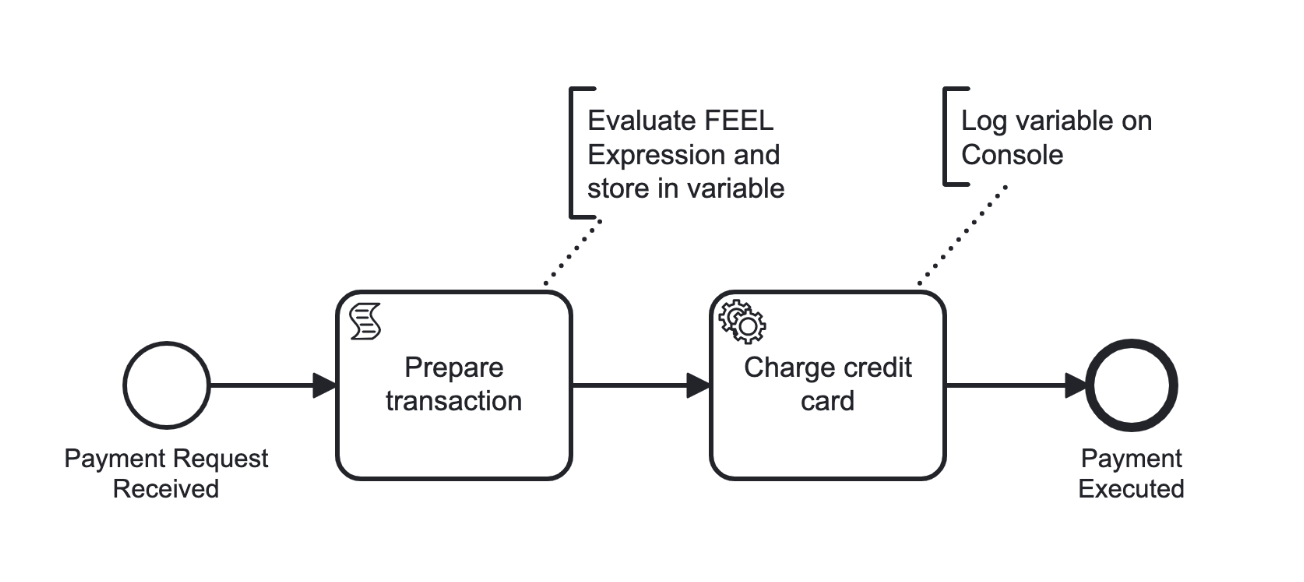 Evaluate FEEL
Expression and
store in variable
Log variable on
Console
Prepare
transaction
Charge credit
card
Payment Request
Received
Payment
Executed